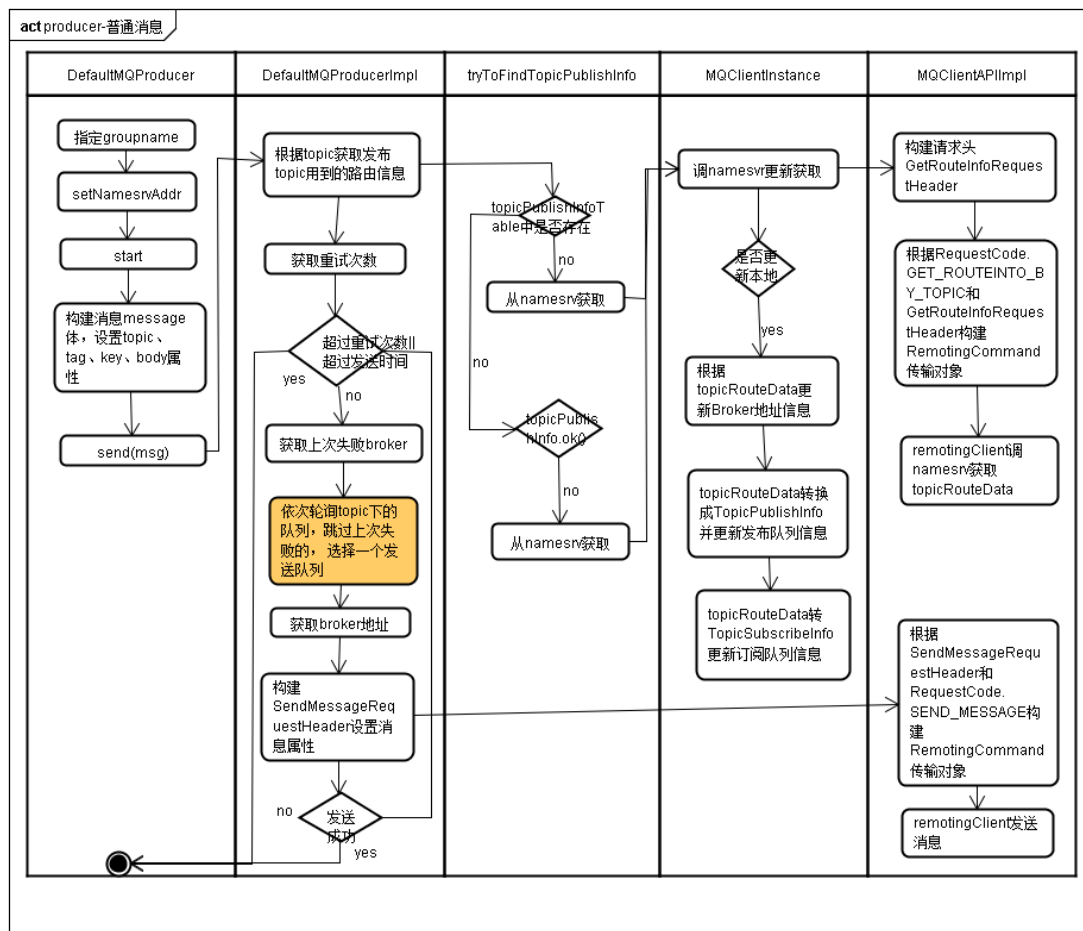 act producer-普通消息
DefaultMQProducer
DefaultMQProducerImpl
tryToFindTopicPublishInfo
MQClientInstance
MQClientAPIImpl
指定groupname
setNamesrvAddr
start
构建消息message
体，设置topic、
tag、key、body属
性
send(msg)
根据topic获取发布
topic用到的路由信息
获取重试次数
超过重试次数||
超过发送时间
yes
no
获取上次失败broker
依次轮询topic下的
队列，跳过上次失
败的， 选择一个发
送队列
获取broker地址
构建
SendMessageReq
uestHeader设置消
息属性
no
发送
成功
yes
topicPublishInfoT
able中是否存在
no
从namesrv获取
no
topicPublis
hInfo.ok()
no
从namesrv获取
调namesvr更新获取
是否更
新本地
yes
根据
topicRouteData更
新Broker地址信息
topicRouteData转换
成TopicPublishInfo
并更新发布队列信息
topicRouteData转
TopicSubscribeInfo
更新订阅队列信息
构建请求头
GetRouteInfoReques
tHeader
根据RequestCode.
GET_ROUTEINTO_B
Y_TOPIC和
GetRouteInfoReques
tHeader构建
RemotingCommand
传输对象
remotingClient调
namesrv获取
topicRouteData
根据
SendMessageRequ
estHeader和
RequestCode.
SEND_MESSAGE构
建
RemotingCommand
传输对象
remotingClient发送
消息